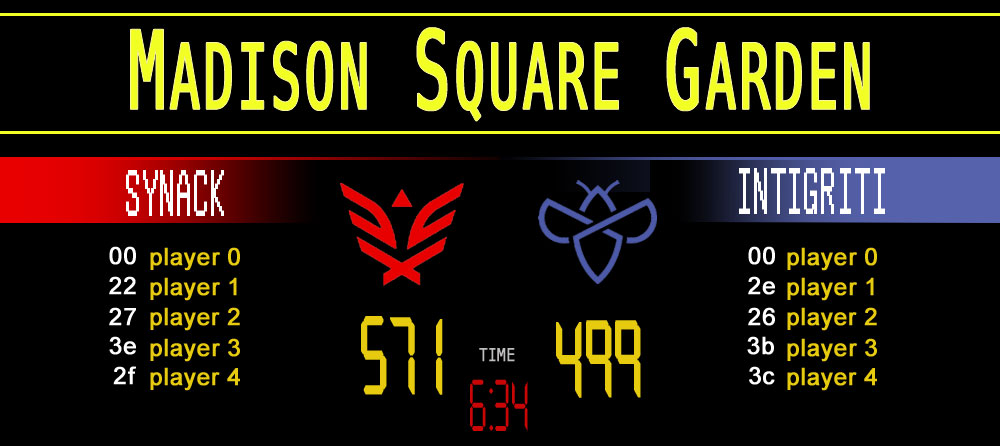 Madison Square Garden
SYNACK
00 player 0
22 player 1
27 player 2
3e player 3
2f player 4
571
TIME
6:34
499
INTIGRITI
00 player 0
2e player 1
26 player 2
3b player 3
3c player 4